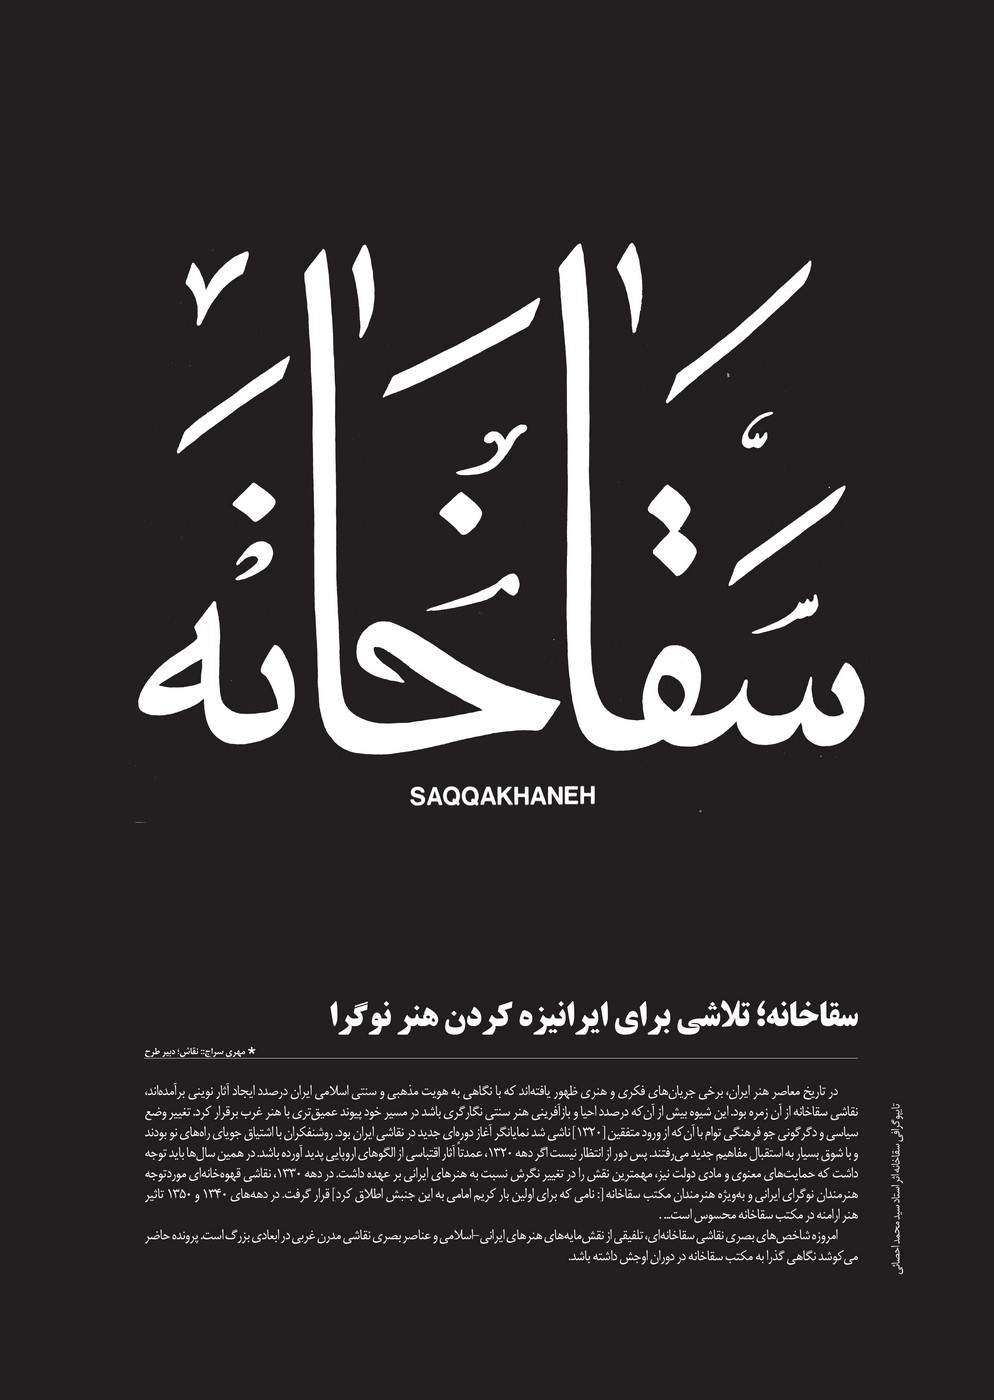 سَقّاخانَه
SAQQAKHANEH
سقاخانه؛ تلاشی برای ایرانیزه کردن هنر نوگرا
* مهری سراج:: نقاش؛ دبیر طرح
در تاریخ معاصر هنر ایران، برخی جریان‌های فکری و هنری ظهور یافته‌اند که با نگاهی به هویت مذهبی و سنتی اسلامی ایران درصدد ایجاد آثار نوینی برآمده‌اند،
نقاشی سقاخانه از آن زمره بود. این شیوه بیش از آن‌که درصدد احیا و بازآفرینی هنر سنتی نگارگری باشد در مسیر خود پیوند عمیق‌تری با هنر غرب برقرار کرد. تغییر وضع
سیاسی و دگرگونی جو فرهنگی توام با آن‌که از ورود متفقین [۱۳۲۰] ناشی شد نمایانگر آغاز دوره‌ای جدید در نقاشی ایران بود. روشنفکران با اشتیاق جویای راه‌های نو بودند
و با شوق بسیار به استقبال مفاهیم جدید می‌رفتند. پس دور از انتظار نیست اگر دهه ۱۳۲۰، عمدتاً آثار اقتباسی از الگوهای اروپایی پدید آورده باشد. در همین سال‌ها باید توجه
داشت که حمایت‌های معنوی و مادی دولت نیز، مهمترین نقش را در تغییر نگرش نسبت به هنرهای ایرانی بر عهده داشت. در دهه ۱۳۳۰، نقاشی قهوه‌خانه‌ای موردتوجه
هنرمندان نوگرای ایرانی و به‌ویژه هنرمندان مکتب سقاخانه [: نامی که برای اولین بار کریم امامی به این جنبش اطلاق کرد] قرار گرفت. در دهه‌های ۱۳۴۰ و ۱۳۵۰ تاثیر
هنر ارامنه در مکتب سقاخانه محسوس است....
امروزه شاخص‌های بصری نقاشی سقاخانه‌ای، تلفیقی از نقش‌مایه‌های هنرهای ایرانی-اسلامی و عناصر بصری نقاشی مدرن غربی در ابعادی بزرگ است. پرونده حاضر
می‌کوشد نگاهی گذرا به مکتب سقاخانه در دوران اوجش داشته باشد.
تایپوگرافی سقاخانه اثر استاد سید محمد احصائی